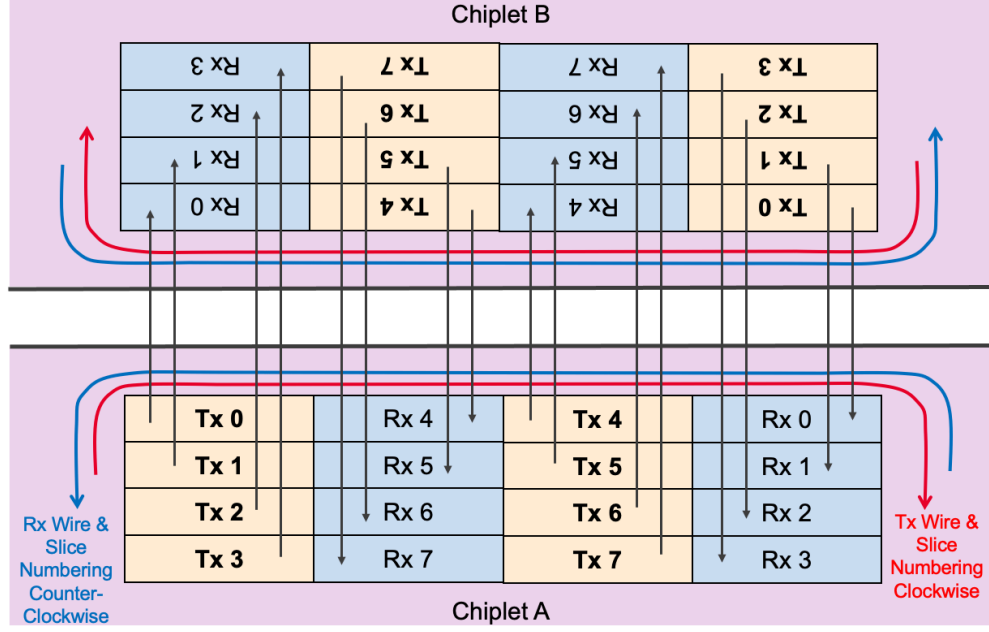 Chiplet B
Rx 3 Tx 7 Rx 7 Tx 3
Rx 2 Tx 6 Rx 6 Tx 2
Rx 1 Tx 5 Rx 5 Tx 1
Rx 0 Tx 4 Rx 4 Tx 0
Tx 0 Rx 4 Tx 4 Rx 0
Tx 1 Rx 5 Tx 5 Rx 1
Tx 2 Rx 6 Tx 6 Rx 2
Tx 3 Rx 7 Tx 7 Rx 3
Rx Wire &
Slice
Numbering
Counter-
Clockwise
Tx Wire &
Slice
Numbering
Clockwise
Chiplet A